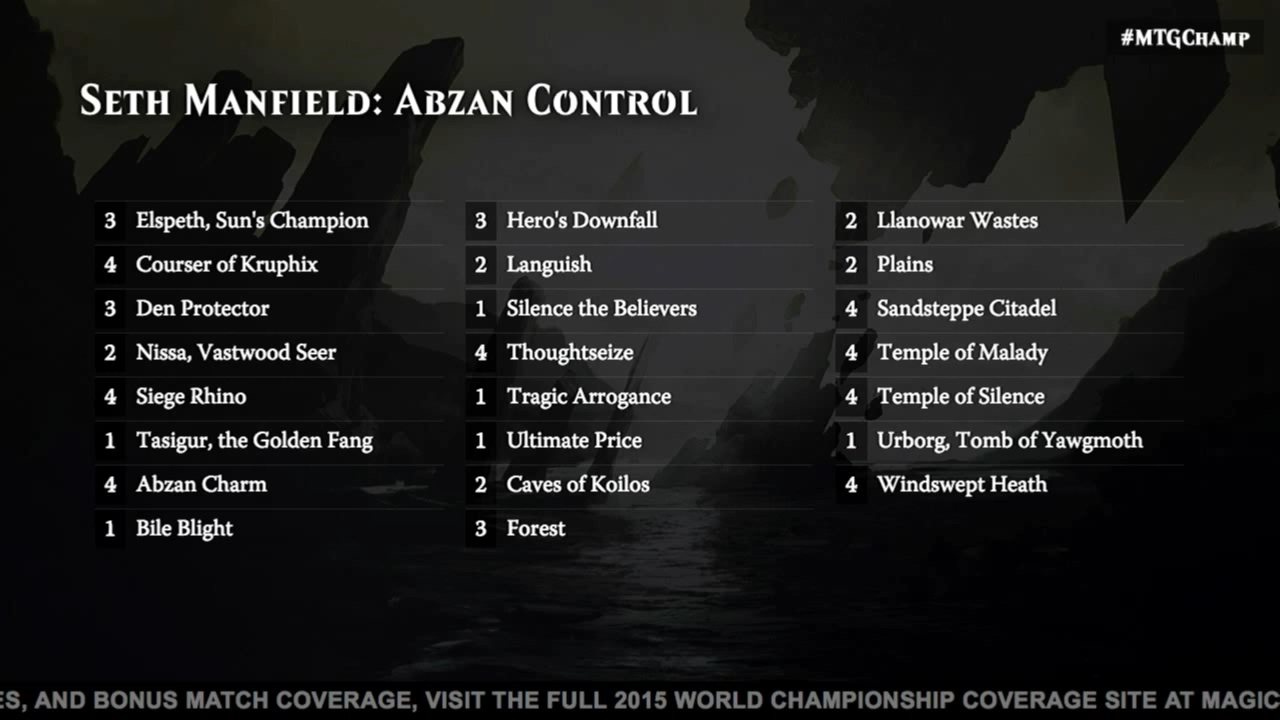 #MTGChamp
Seth Manfield: Abzan Control
3 Elspeth, Sun's Champion
4 Courser of Kruphix
3 Den Protector
2 Nissa, Vastwood Seer
4 Siege Rhino
1 Tasigur, the Golden Fang
4 Abzan Charm
1 Bile Blight
3 Hero's Downfall
2 Languish
1 Silence the Believers
4 Thoughtseize
1 Tragic Arrogance
1 Ultimate Price
2 Caves of Koilos
3 Forest
2 Llanowar Wastes
2 Plains
4 Sandsteppe Citadel
4 Temple of Malady
4 Temple of Silence
1 Urborg, Tomb of Yawgmoth
4 Windswept Heath
ES, AND BONUS MATCH COVERAGE, VISIT THE FULL 2015 WORLD CHAMPIONSHIP COVERAGE SITE AT MAGIC